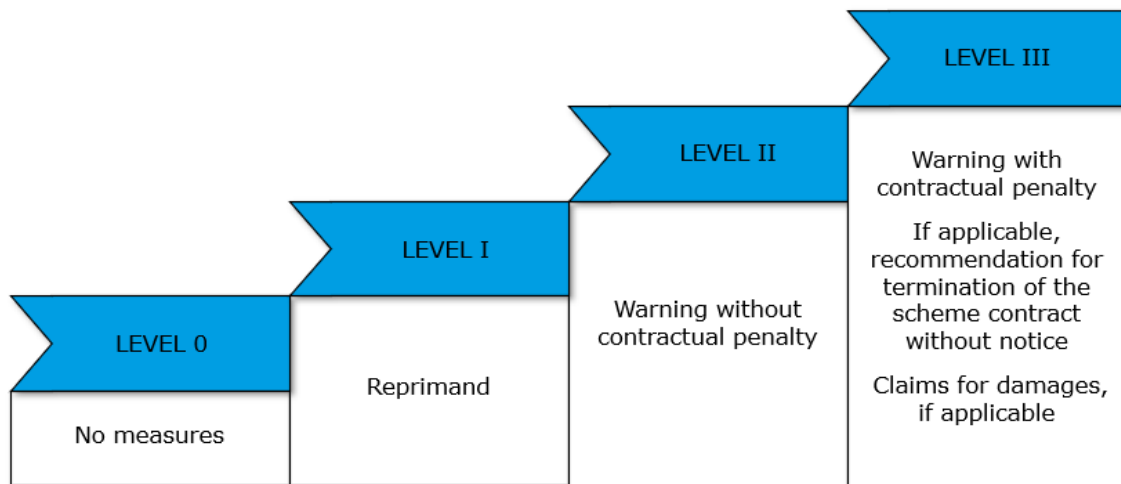 LEVEL 0
No measures
LEVEL I
Reprimand
LEVEL II
Warning without
contractual penalty
LEVEL III
Warning with
contractual penalty
If applicable,
recommendation for
termination of the
scheme contract
without notice
Claims for damages,
if applicable